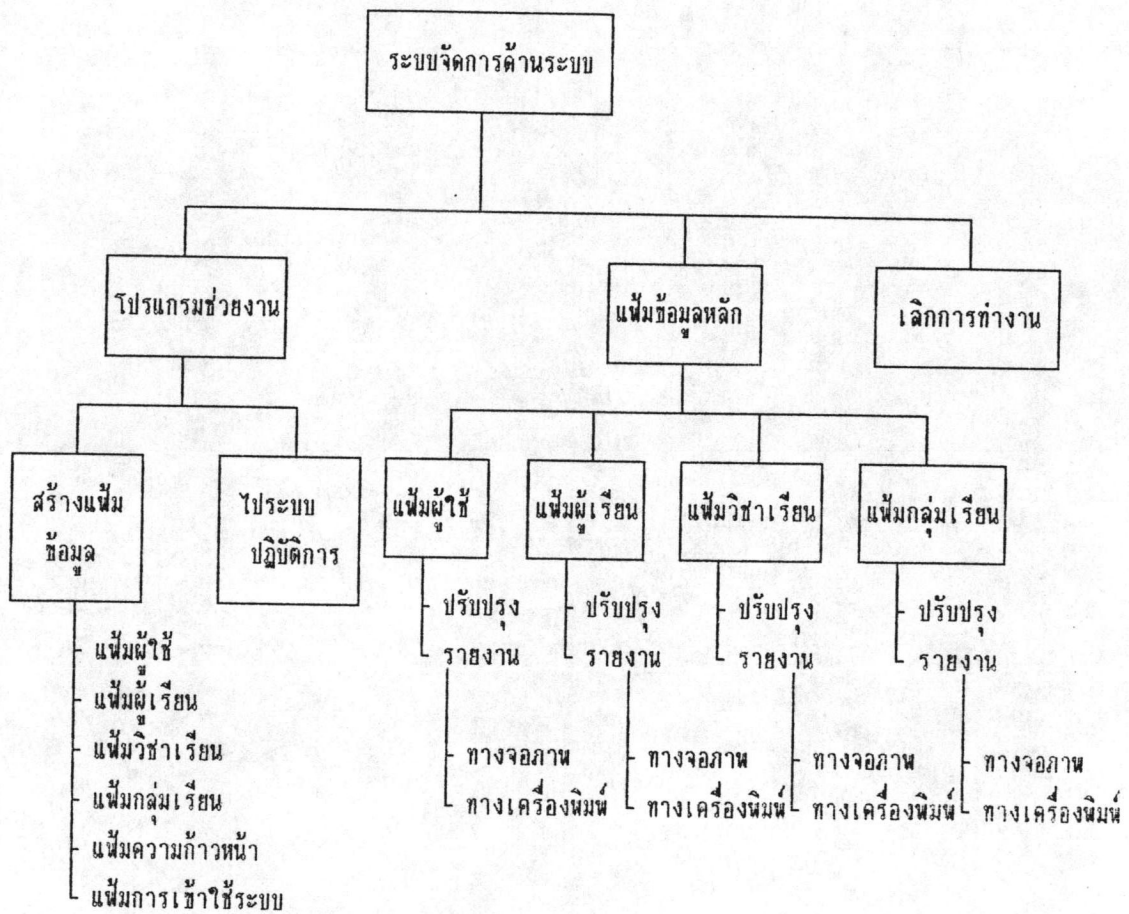 ระบบจัดการด้านระบบ
โปรแกรมช่วยงาน
แฟ้มข้อมูลหลัก
เลิกการทำงาน
สร้างแฟ้ม
ข้อมูล
ไประบบ
ปฏิบัติการ
แฟ้มผู้ใช้
แฟ้มผู้เรียน
แฟ้มวิชาเรียน
แฟ้มกลุ่มเรียน
แฟ้มผู้ใช้
แฟ้มผู้เรียน
แฟ้มวิชาเรียน
แฟ้มกลุ่มเรียน
แฟ้มความก้าวหน้า
แฟ้มการเข้าใช้ระบบ
ปรับปรุง
รายงาน
ทางจอภาพ
ทางเครื่องพิมพ์
ปรับปรุง
รายงาน
ทางจอภาพ
ทางเครื่องพิมพ์
ปรับปรุง
รายงาน
ทางจอภาพ
ทางเครื่องพิมพ์
ปรับปรุง
รายงาน
ทางจอภาพ
ทางเครื่องพิมพ์